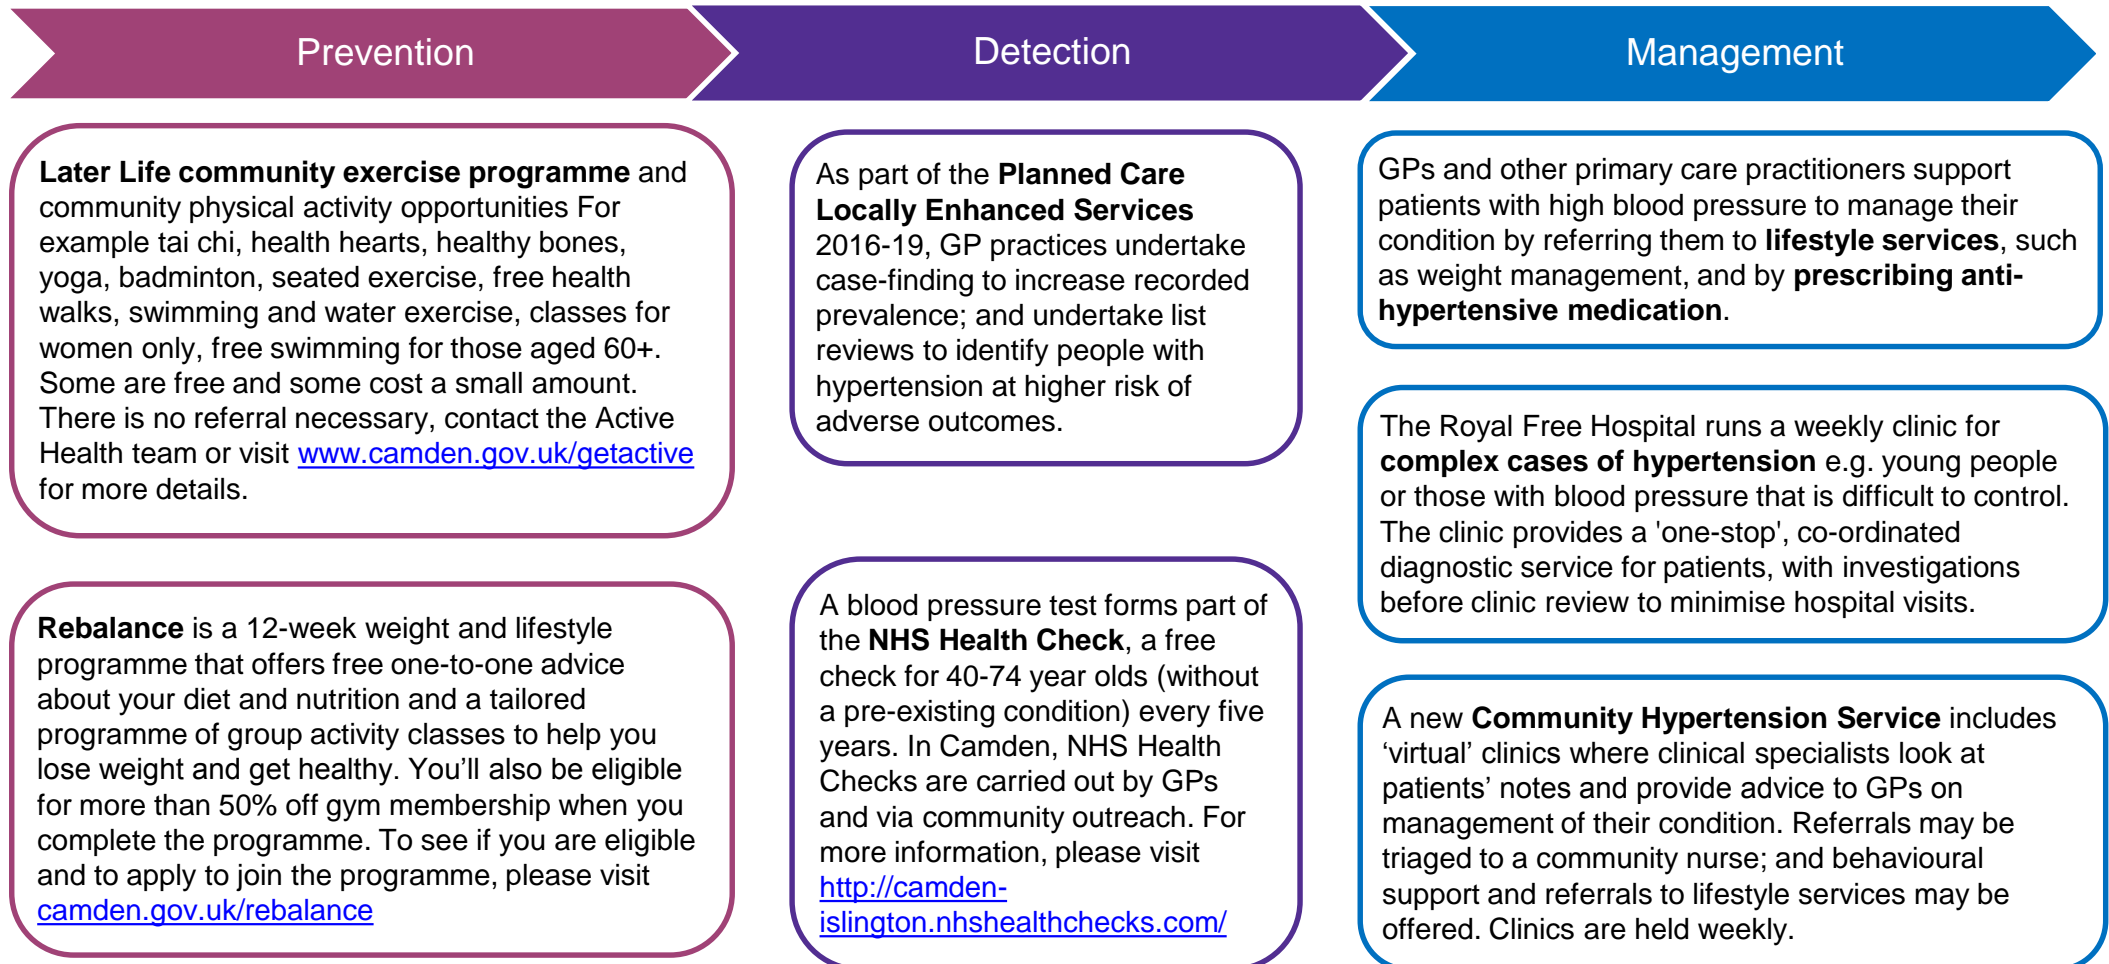 Prevention
Detection
Management
Later Life community exercise programme and
community physical activity opportunities For
example tai chi, health hearts, healthy bones,
yoga, badminton, seated exercise, free health
walks, swimming and water exercise, classes for
women only, free swimming for those aged 60+.
Some are free and some cost a small amount.
There is no referral necessary, contact the Active
Health team or visit www.camden.gov.uk/getactive
for more details.
Rebalance is a 12-week weight and lifestyle
programme that offers free one-to-one advice
about your diet and nutrition and a tailored
programme of group activity classes to help you
lose weight and get healthy. You’ll also be eligible
for more than 50% off gym membership when you
complete the programme. To see if you are eligible
and to apply to join the programme, please visit
camden.gov.uk/rebalance
As part of the Planned Care
Locally Enhanced Services
2016-19, GP practices undertake
case-finding to increase recorded
prevalence; and undertake list
reviews to identify people with
hypertension at higher risk of
adverse outcomes.
A blood pressure test forms part of
the NHS Health Check, a free
check for 40-74 year olds (without
a pre-existing condition) every five
years. In Camden, NHS Health
Checks are carried out by GPs
and via community outreach. For
more information, please visit
http://camden-
islington.nhshealthchecks.com/
GPs and other primary care practitioners support
patients with high blood pressure to manage their
condition by referring them to lifestyle services, such
as weight management, and by prescribing anti-
hypertensive medication.
The Royal Free Hospital runs a weekly clinic for
complex cases of hypertension e.g. young people
or those with blood pressure that is difficult to control.
The clinic provides a 'one-stop', co-ordinated
diagnostic service for patients, with investigations
before clinic review to minimise hospital visits.
A new Community Hypertension Service includes
‘virtual’ clinics where clinical specialists look at
patients’ notes and provide advice to GPs on
management of their condition. Referrals may be
triaged to a community nurse; and behavioural
support and referrals to lifestyle services may be
offered. Clinics are held weekly.